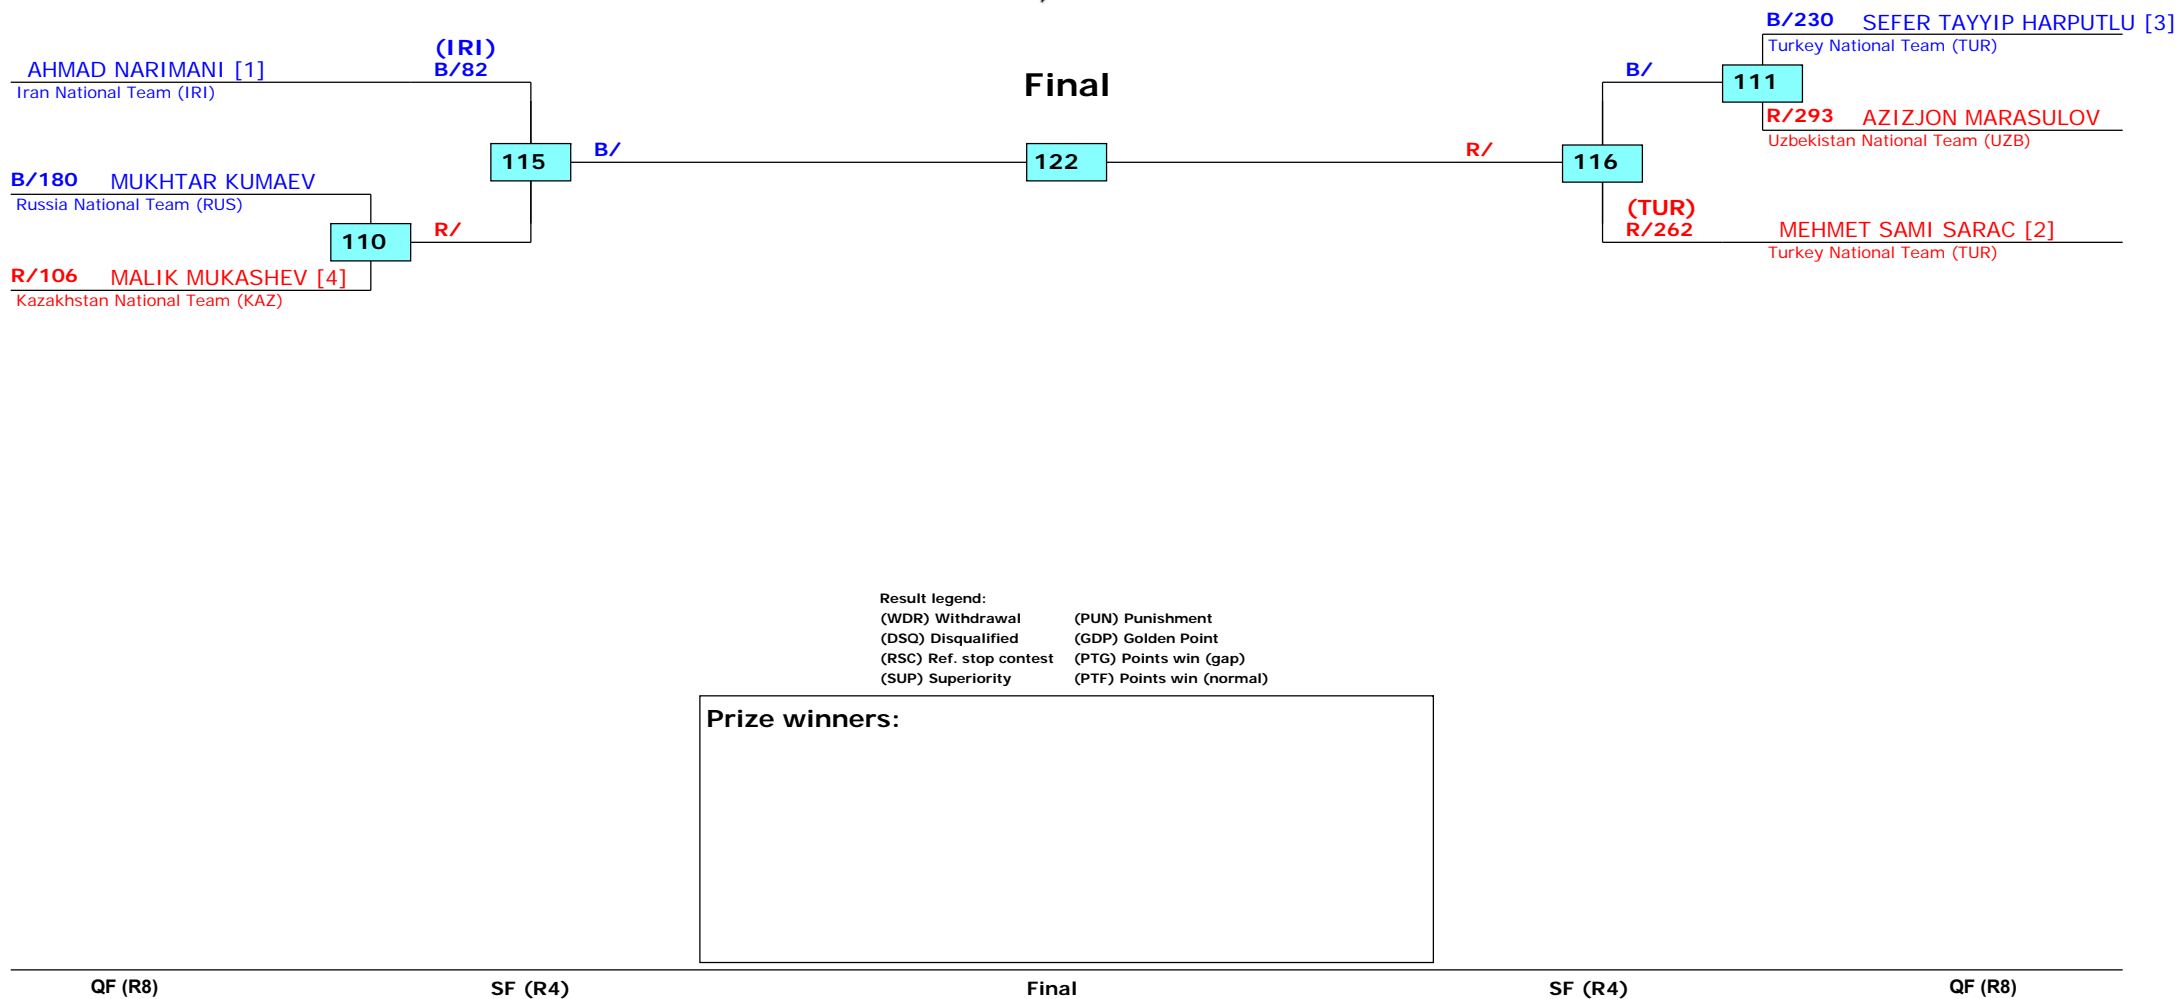 B/230 SEFER TAYYIP HARPUTLU [3]
Turkey National Team (TUR)
(IRI)
AHMAD NARIMANI [1] B/82
Iran National Team (IRI)
Final
B/ 111
R/293 AZIZJON MARASULOV
Uzbekistan National Team (UZB)
115 B/ 122 R/ 116
B/180 MUKHTAR KUMAEV
Russia National Team (RUS)
(TUR)
110 R/
R/262 MEHMET SAMI SARAC [2]
Turkey National Team (TUR)
R/106 MALIK MUKASHEV [4]
Kazakhstan National Team (KAZ)
Result legend:
(WDR) Withdrawal (PUN) Punishment
(DSQ) Disqualified (GDP) Golden Point
(RSC) Ref. stop contest (PTG) Points win (gap)
(SUP) Superiority (PTF) Points win (normal)
Prize winners:
QF (R8) SF (R4) Final SF (R4) QF (R8)